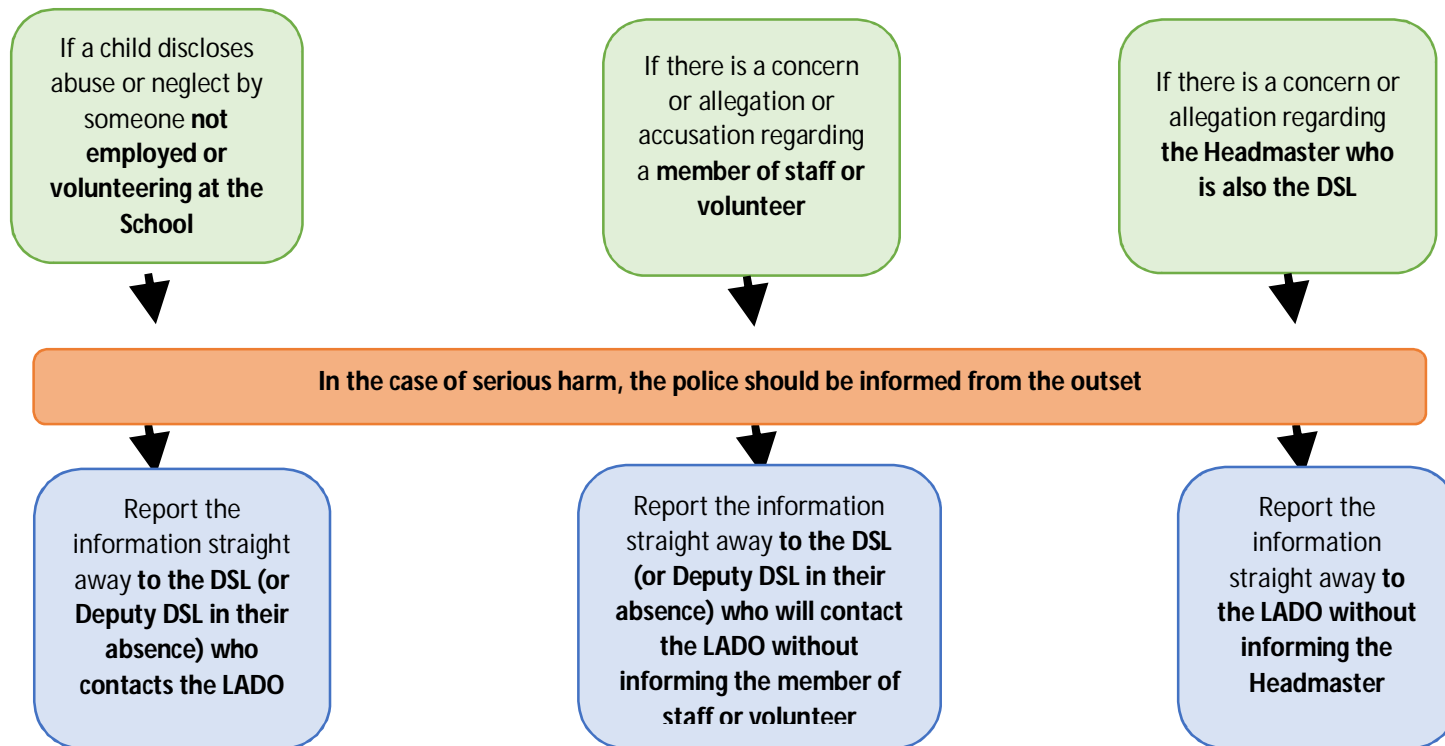 If a child discloses
abuse or neglect by
someone not
employed or
volunteering at the
School
If there is a concern
or allegation or
accusation regarding
a member of staff or
volunteer
If there is a concern or
allegation regarding
the Headmaster who
is also the DSL
In the case of serious harm, the police should be informed from the outset
Report the
information straight
away to the DSL (or
Deputy DSL in their
absence) who
contacts the LADO
Report the information
straight away to the DSL
(or Deputy DSL in their
absence) who will contact
the LADO without
informing the member of
staff or volunteer
Report the
information
straight away to
the LADO without
informing the
Headmaster